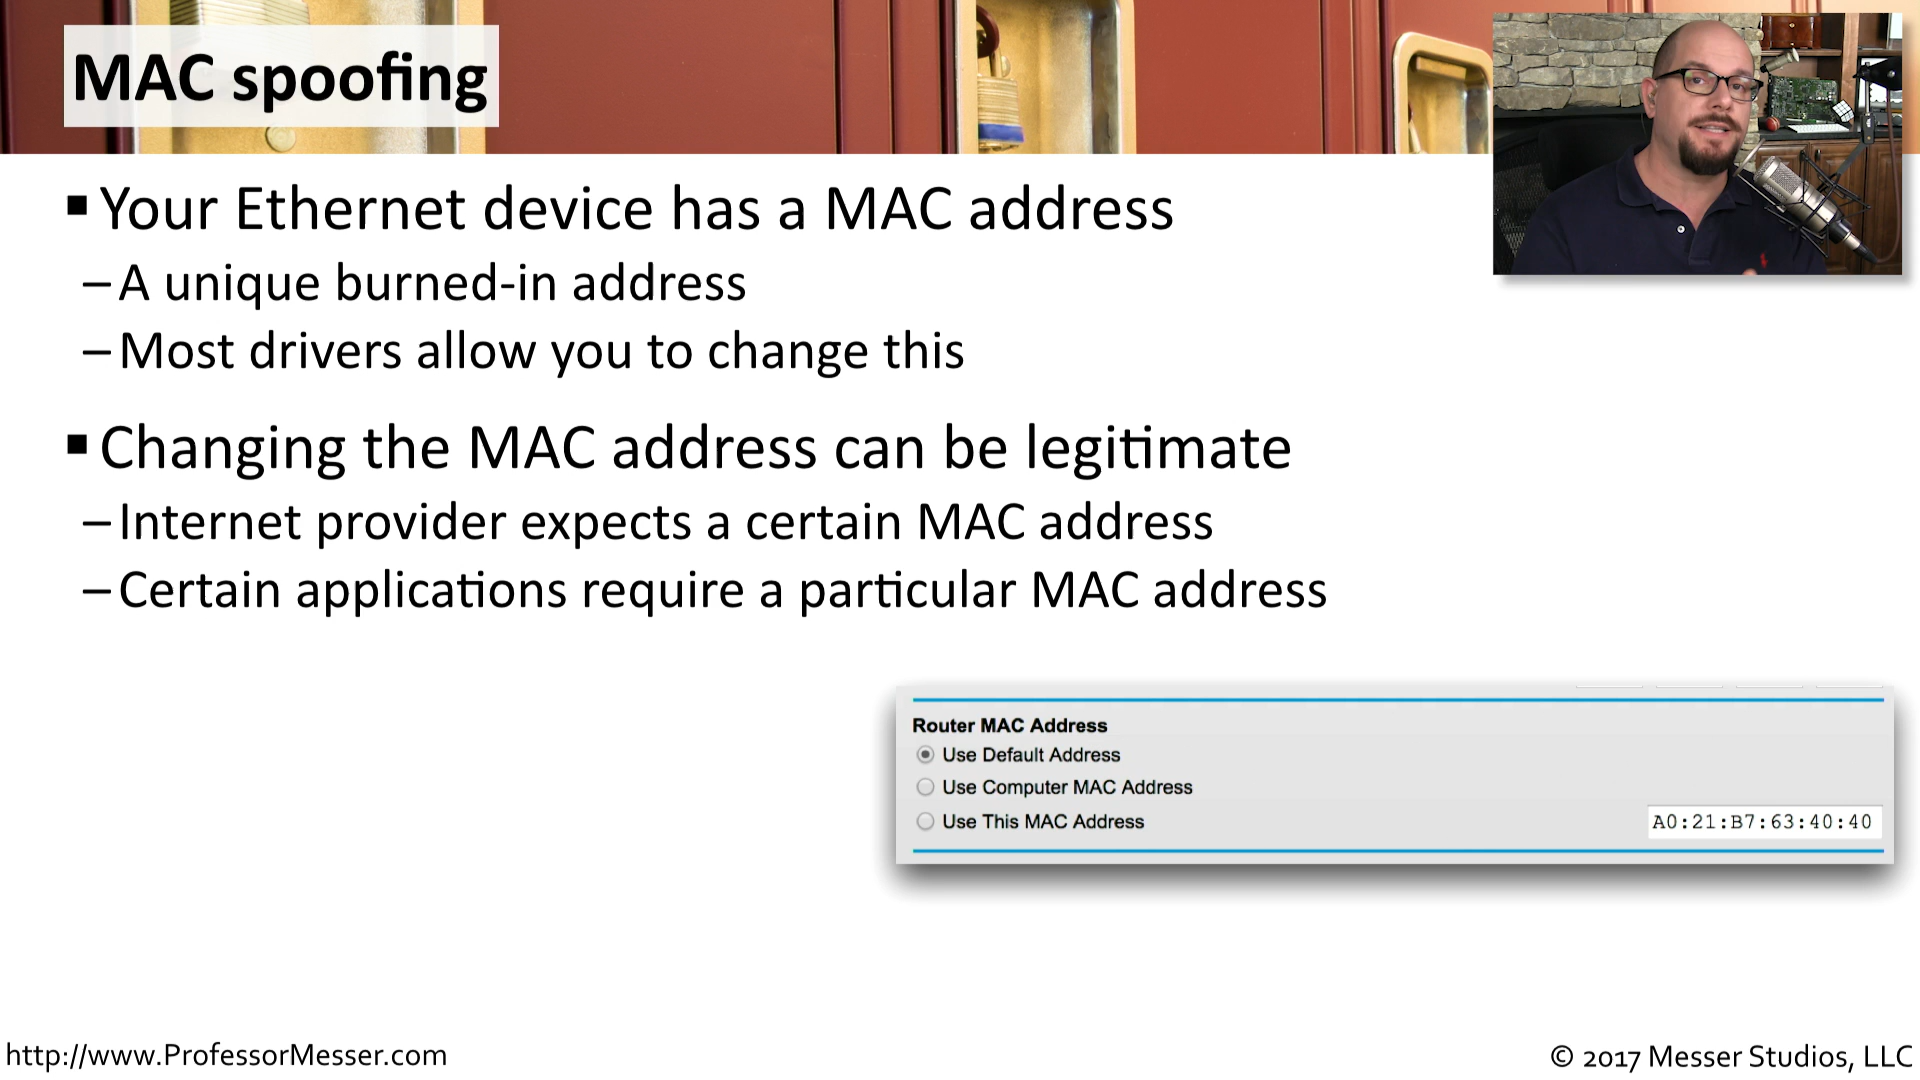 MAC spoofing
▪ Your Ethernet device has a MAC address
– A unique burned-in address
– Most drivers allow you to change this
▪ Changing the MAC address can be legitimate
– Internet provider expects a certain MAC address
– Certain applications require a particular MAC address
Router MAC Address
Use Default Address
Use Computer MAC Address
Use This MAC Address A0:21:B7:63:40:40
http://www.ProfessorMesser.com
© 2017 Messer Studios, LLC